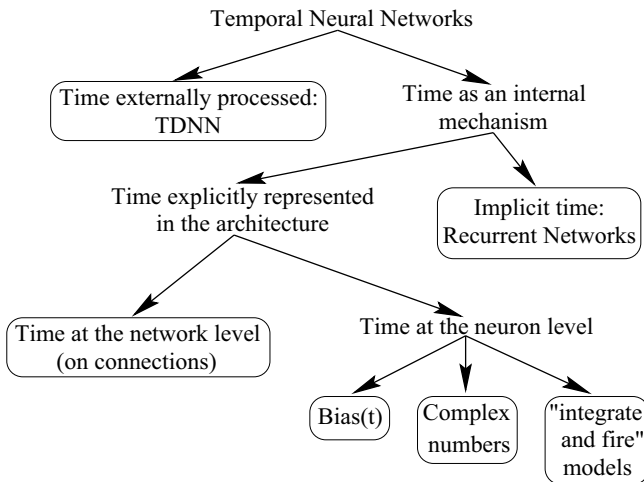 Temporal Neural Networks
Time externally processed:
TDNN
Time as an internal
mechanism
Time explicitly represented
in the architecture
Implicit time:
Recurrent Networks
Time at the network level
(on connections)
Time at the neuron level
Bias(t)
Complex
numbers
"integrate
and fire"
models